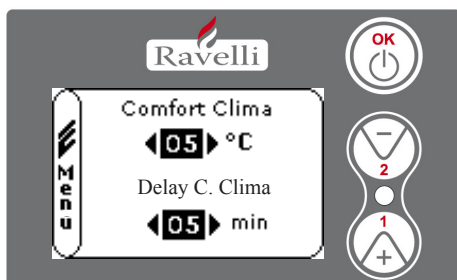 Ravelli
OK
Comfort Clima
05 °C
Menù
Delay C. Clima
05 min
−
2
1
+